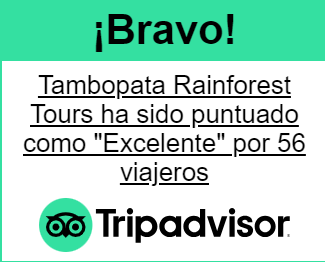 ¡Bravo!
Tambopata Rainforest
Tours ha sido puntuado
como "Excelente" por 56
viajeros
Tripadvisor